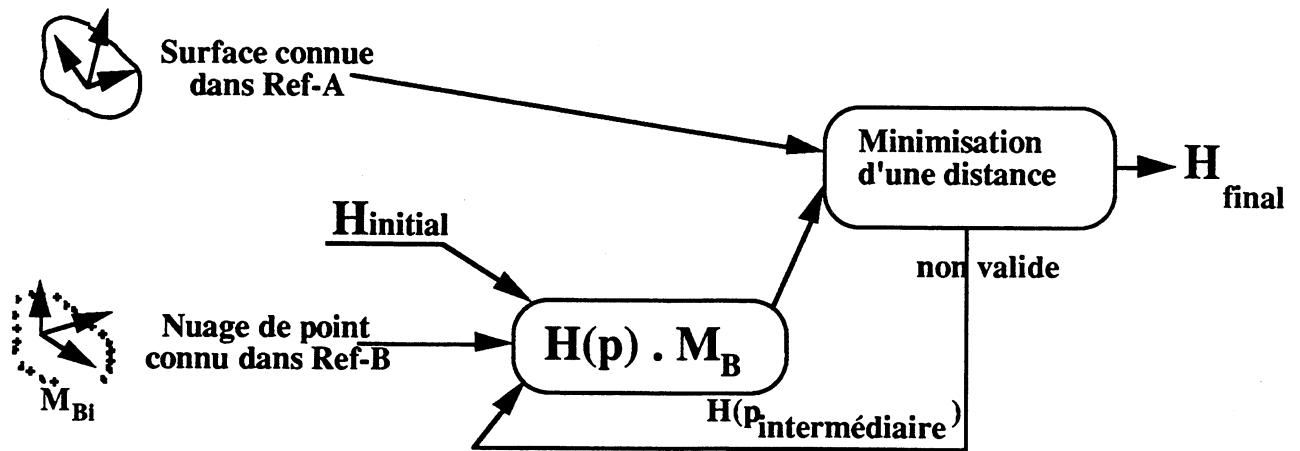 Surface connue
dans Ref-A
Minimisation
d'une distance
H final
Hinitial
non valide
Nuage de point
connu dans Ref-B
H(p) . MB
MBi
H(pintermédiaire)